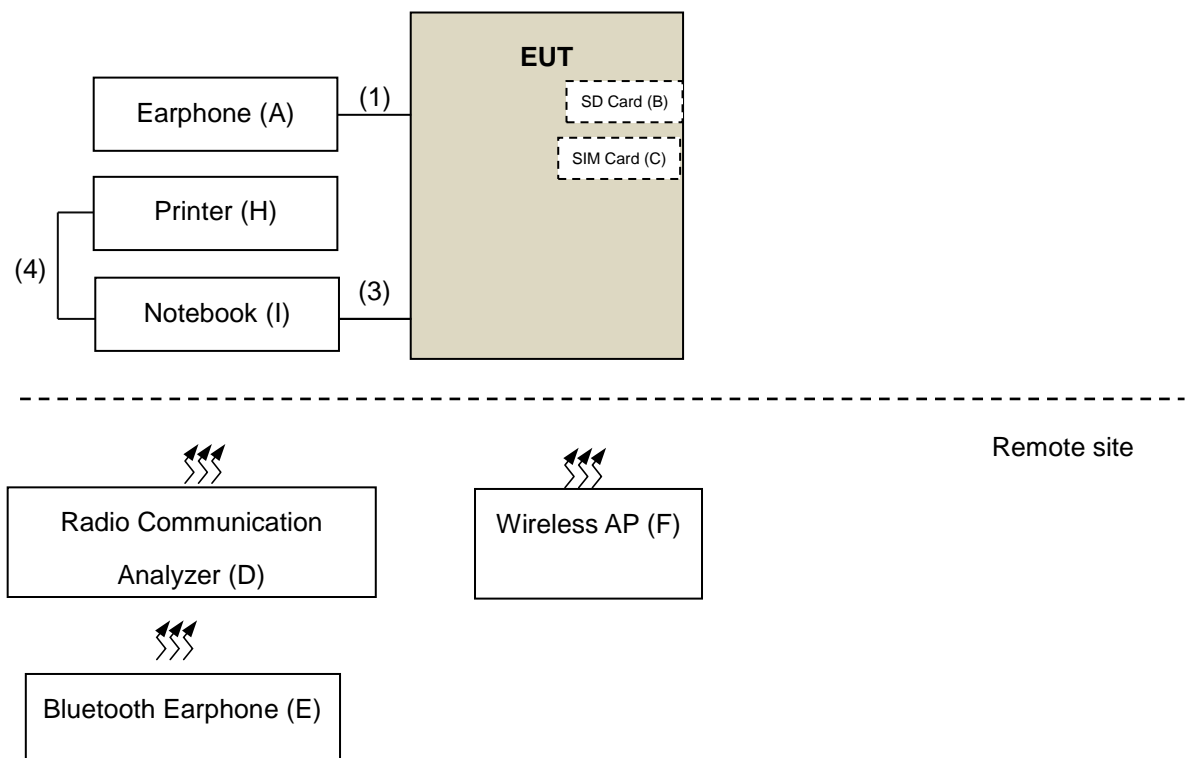 EUT
SD Card (B)
Earphone (A)
(1)
SIM Card (C)
Printer (H)
(4)
Notebook (I)
(3)
Remote site
Radio Communication
Analyzer (D)
Wireless AP (F)
Bluetooth Earphone (E)